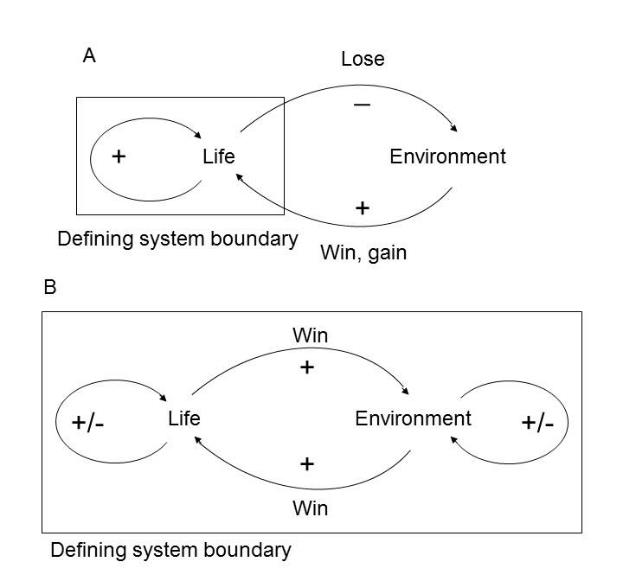 A
Lose
–
+
Life
Environment
+
Defining system boundary
Win, gain
B
Win
+
+/-
Life
Environment
+/-
+
Win
Defining system boundary